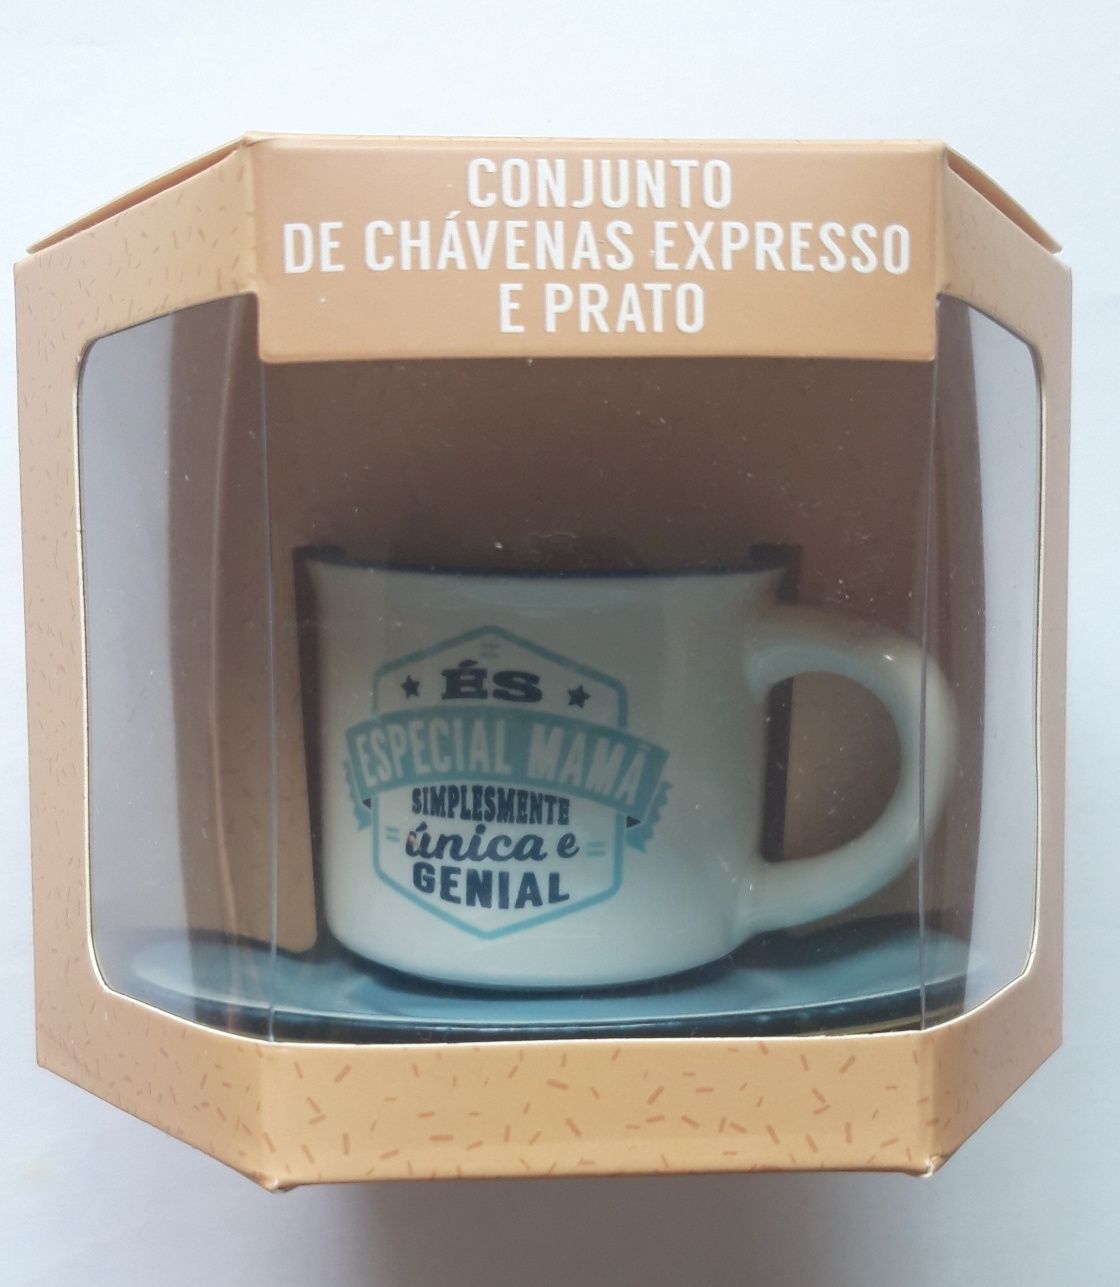 CONJUNTO
DE CHÁVENAS EXPRESSO
E PRATO
ÉS
ESPECIAL MAMÃ
SIMPLESMENTE
única e
GENIAL